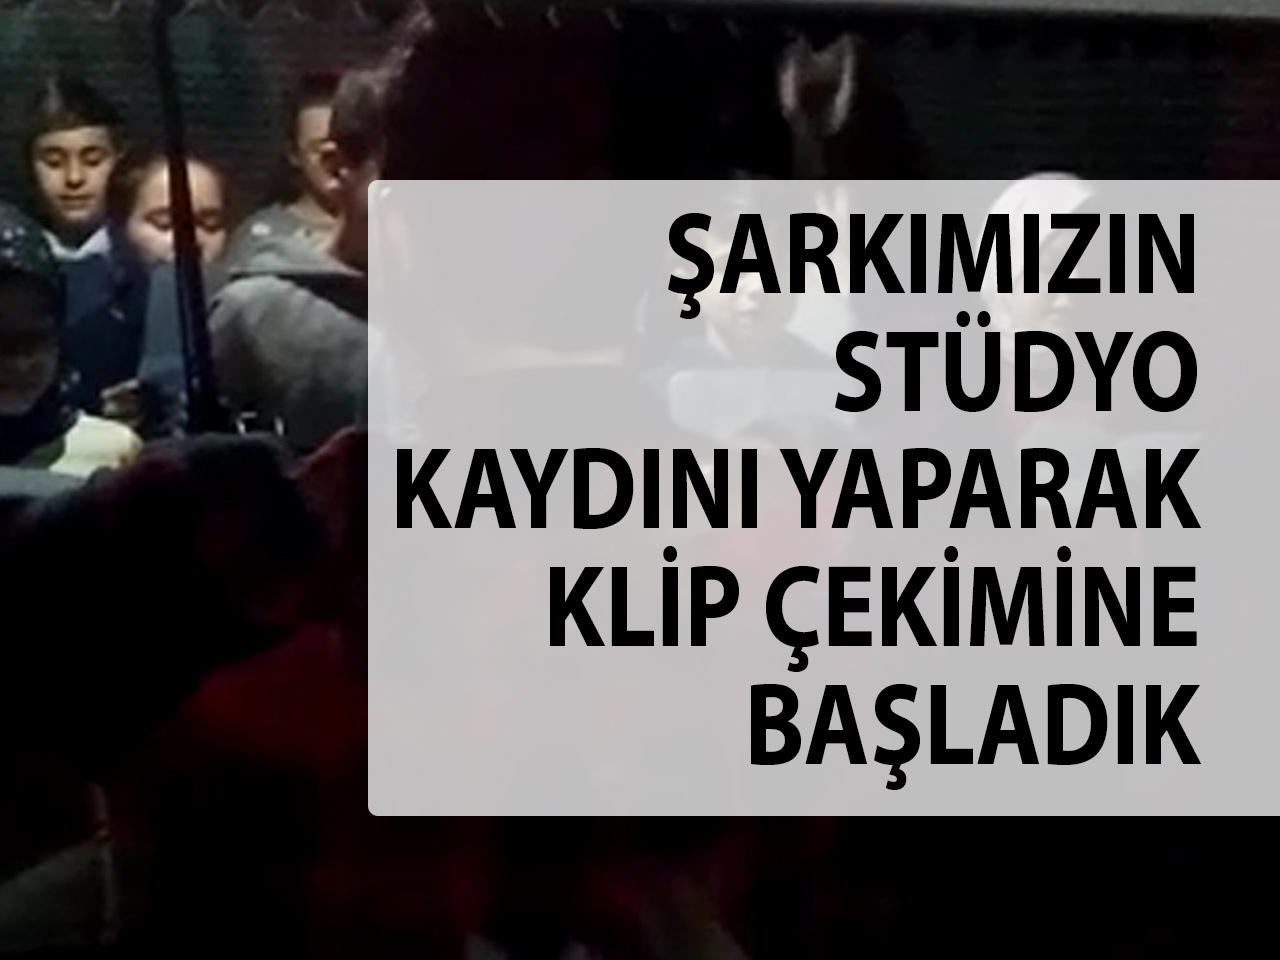 ŞARKIMIZIN
STÜDYO
KAYDINI YAPARAK
KLİP ÇEKİMİNE
BAŞLADIK